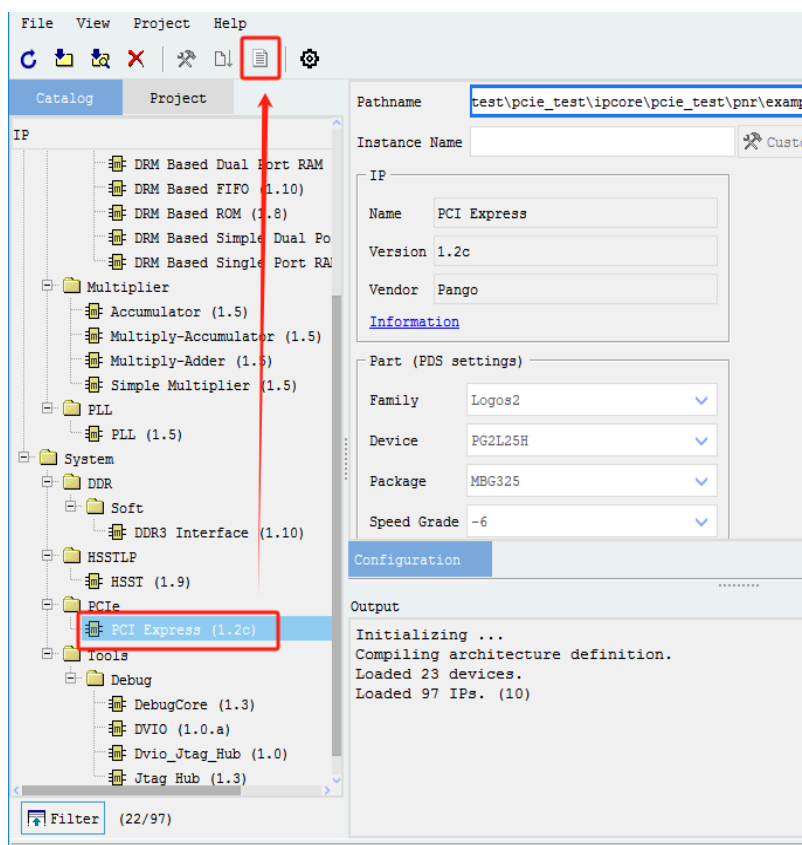 File View Project Help
Catalog Project
IP
DRM Based Dual Port RAM
DRM Based FIFO (1.10)
DRM Based ROM (1.8)
DRM Based Simple Dual Po
DRM Based Single Port RA
Multiplier
Accumulator (1.5)
Multiply-Accumulator (1.5)
Multiply-Adder (1.5)
Simple Multiplier (1.5)
PLL
PLL (1.5)
System
DDR
Soft
DDR3 Interface (1.10)
HSSTLP
HSST (1.9)
PCIe
PCI Express (1.2c)
Tools
Debug
DebugCore (1.3)
DVIO (1.0.a)
Dvio_Jtag_Hub (1.0)
Jtag Hub (1.3)
Filter (22/97)
Pathname test\pcie_test\ipcore\pcie_test\pnr\examp
Instance Name Custo
IP
Name PCI Express
Version 1.2c
Vendor Pango
Information
Part (PDS settings)
Family Logos2
Device PG2L25H
Package MBG325
Speed Grade -6
Configuration
Output
Initializing ...
Compiling architecture definition.
Loaded 23 devices.
Loaded 97 IPs. (10)